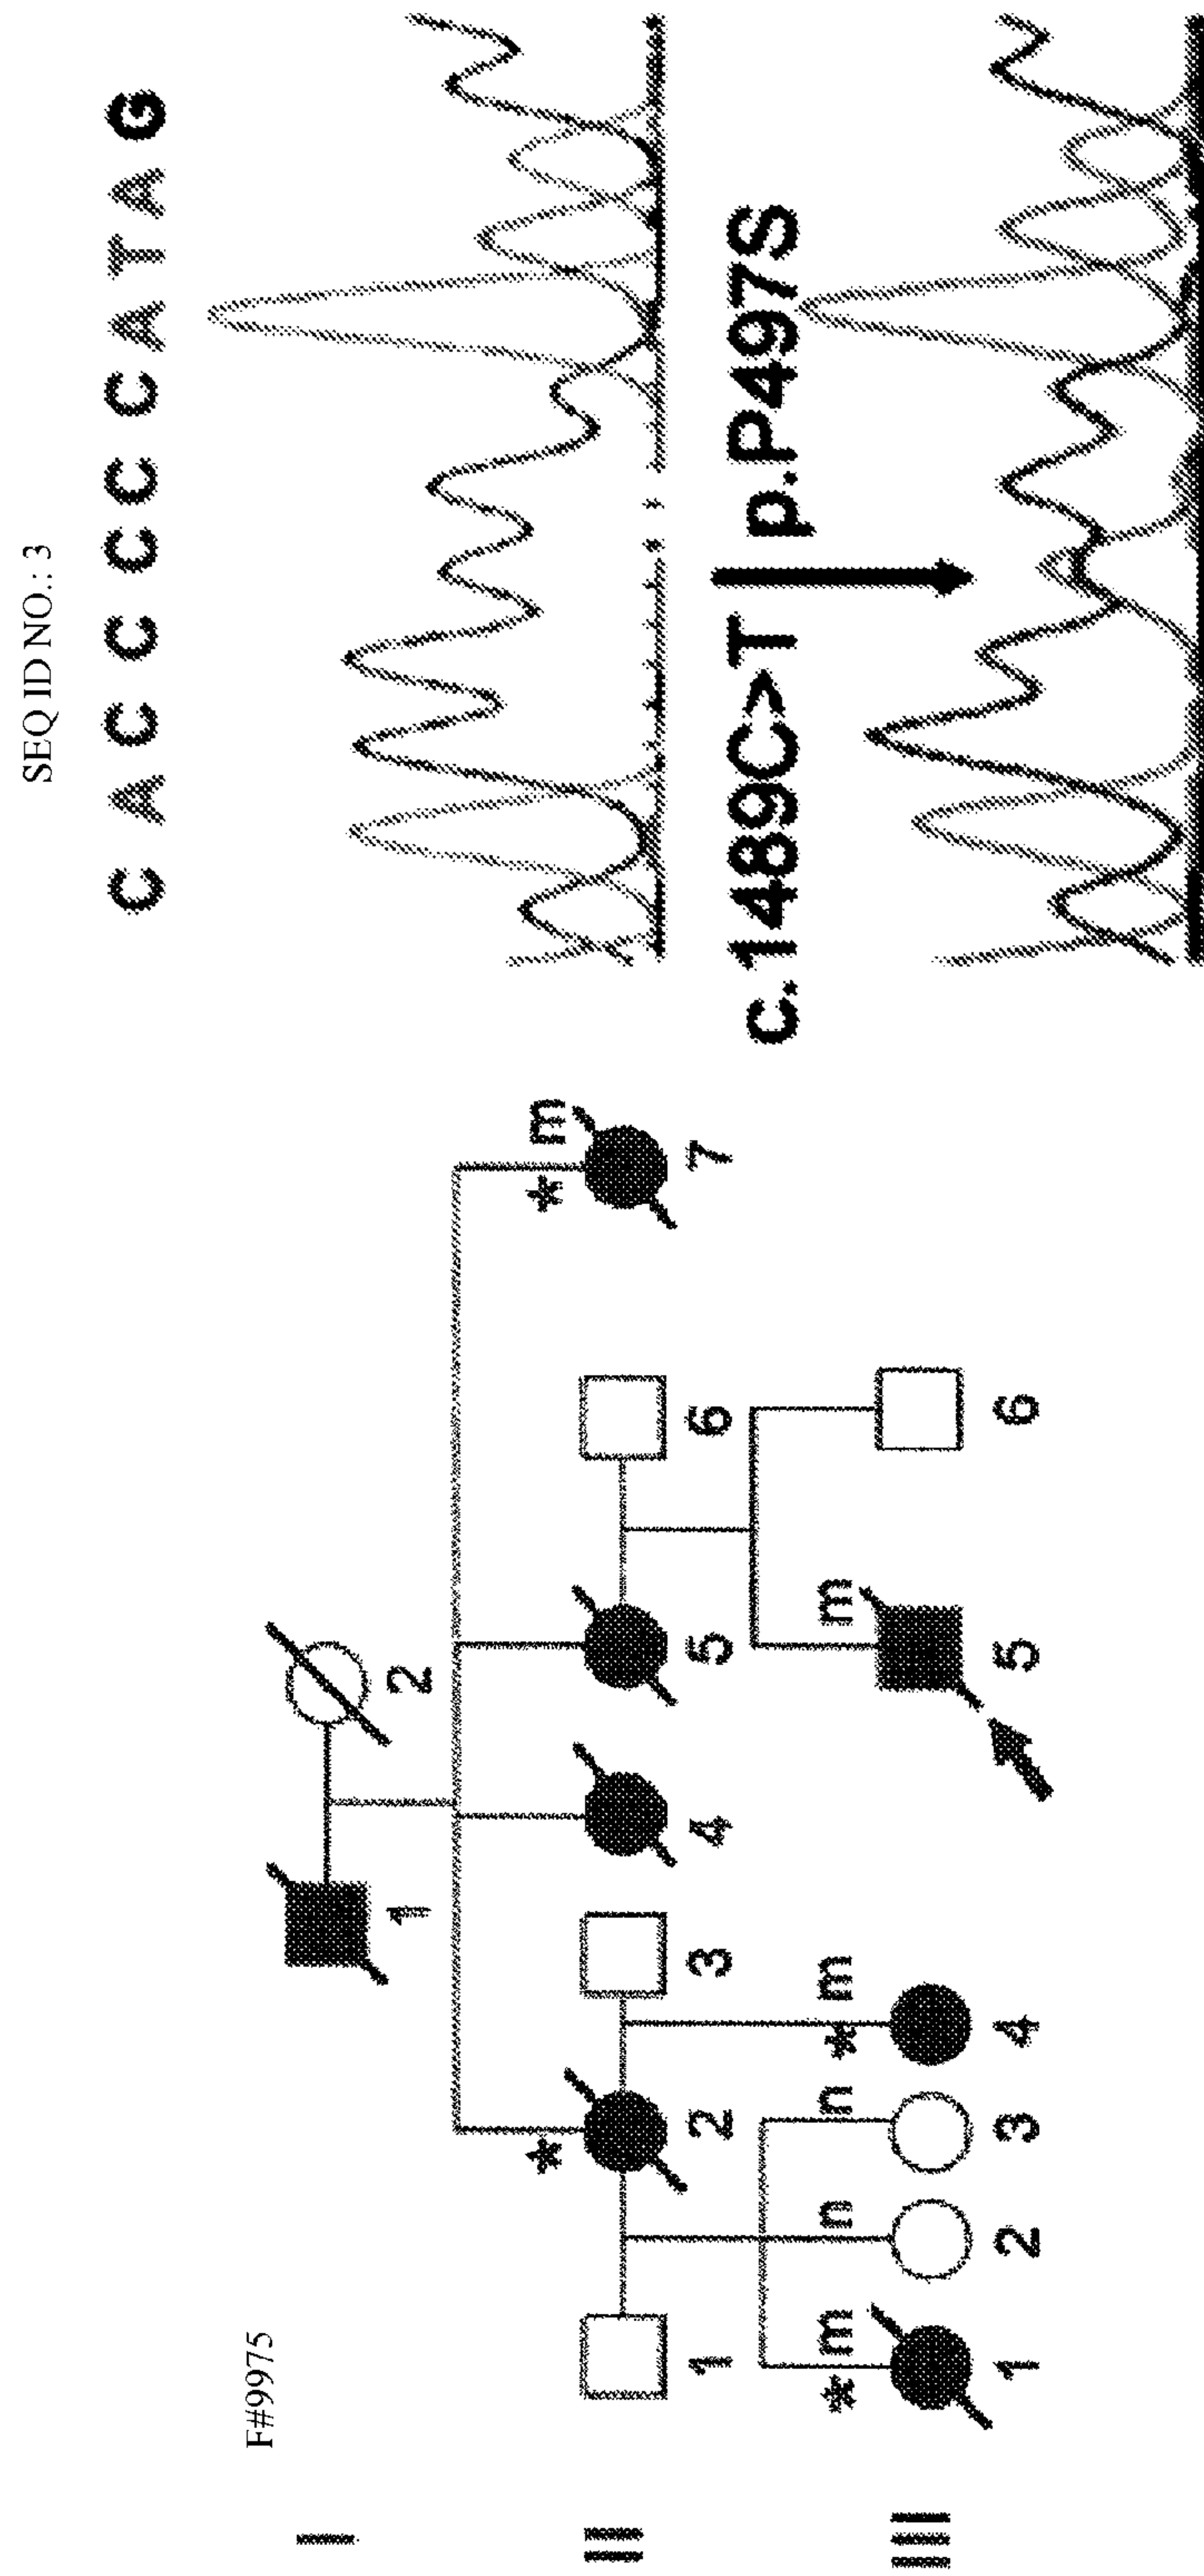 F#9975
I
1 2
* * m
II
1 2 3 4 5 6 7
* m n n * m m
III
1 2 3 4 5 6
SEQ ID NO.: 3
C A C C C C C A T A G
c.1489C>T p.P497S